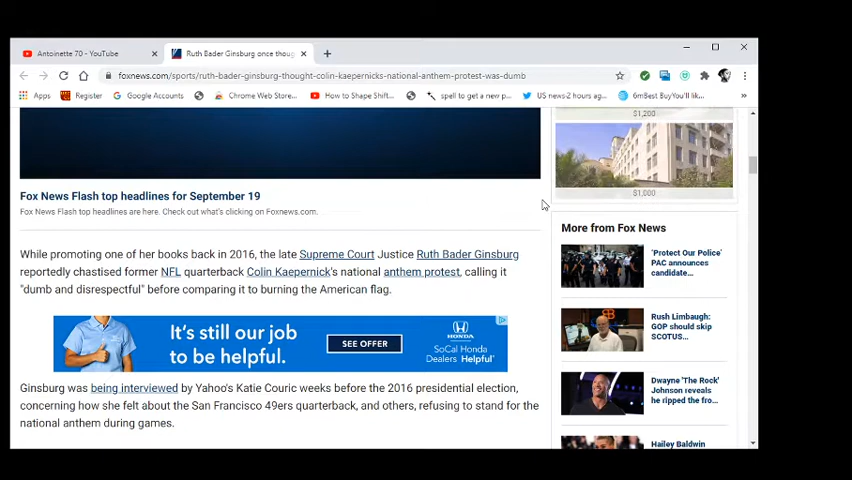 Antoinette 70 - YouTube
Ruth Bader Ginsburg once thoug
foxnews.com/sports/ruth-bader-ginsburg-thought-colin-kaepernicks-national-anthem-protest-was-dumb
Apps
Register
Google Accounts
Chrome Web Store...
How to Shape Shift...
spell to get a new p...
US news-2 hours ag...
6mBest BuyYou'll lik...
$1,200
$1,000
Fox News Flash top headlines for September 19
Fox News Flash top headlines are here. Check out what's clicking on Foxnews.com.
While promoting one of her books back in 2016, the late Supreme Court Justice Ruth Bader Ginsburg
reportedly chastised former NFL quarterback Colin Kaepernick's national anthem protest, calling it
"dumb and disrespectful" before comparing it to burning the American flag.
It's still our job
to be helpful.
SEE OFFER
HONDA
SoCal Honda
Dealers Helpful
Ginsburg was being interviewed by Yahoo's Katie Couric weeks before the 2016 presidential election,
concerning how she felt about the San Francisco 49ers quarterback, and others, refusing to stand for the
national anthem during games.
More from Fox News
'Protect Our Police'
PAC announces
candidate...
Rush Limbaugh:
GOP should skip
SCOTUS...
Dwayne 'The Rock'
Johnson reveals
he ripped the fro...
Hailey Baldwin